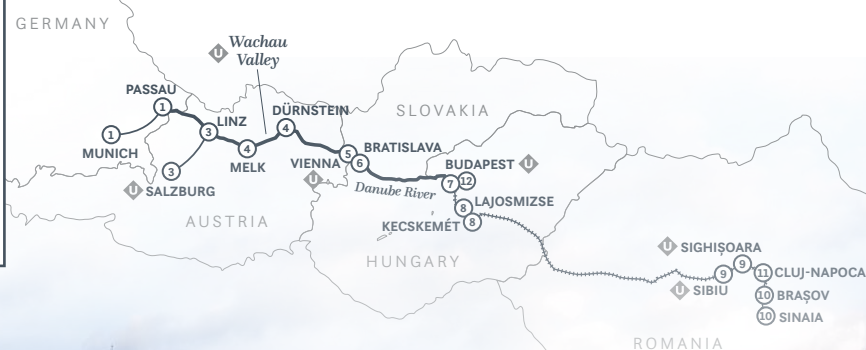 GERMANY
U
Wachau
Valley
PASSAU
1
LINZ
DÜRNSTEIN
SLOVAKIA
1
3
4
MUNICH
4
MELK
5
BRATISLAVA
3
VIENNA
6
BUDAPEST
U
U
SALZBURG
U
Danube River
7
12
AUSTRIA
8
LAJOSMIZSE
KECSKEMÉT
8
HUNGARY
U
SIGHIȘOARA
9
9
11
CLUJ-NAPOCA
U
SIBIU
10
BRAȘOV
10
SINAIA
ROMANIA